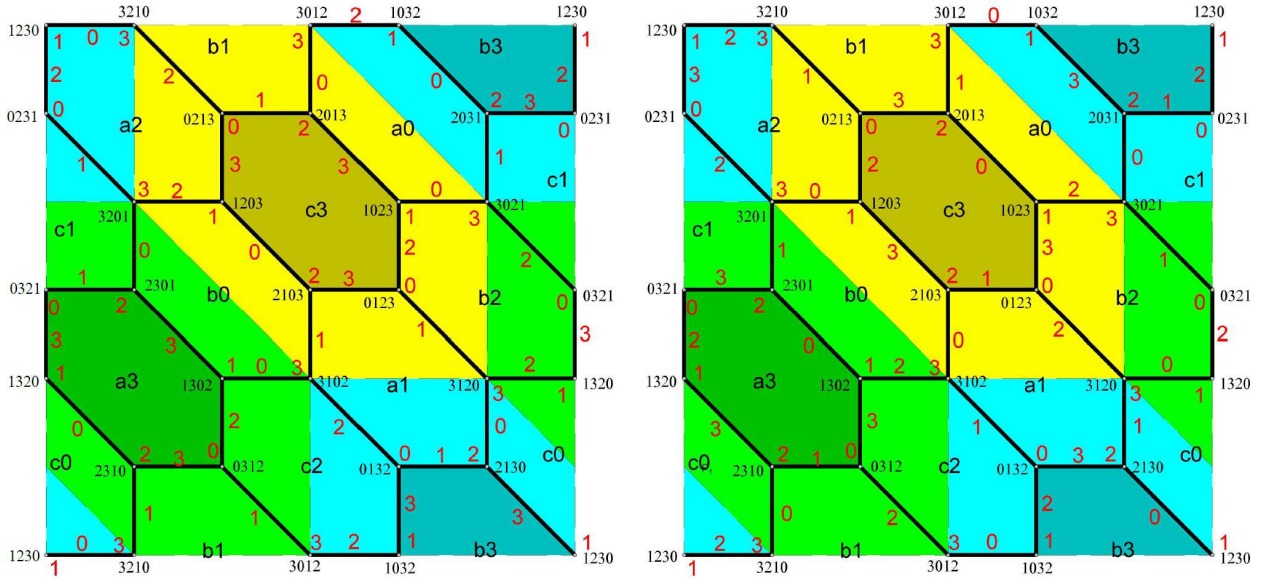 3210 3012 2 1032 1230
1230 1 0 3 b1 3 1 b3 1
2 2 0 0 2
0 1 2 3
0231 0213 0 2 2013 2031 0231
a2 a0 0
1 3 3 1
3 2 0 c1
3201 1 1203 c3 1023 1 3 3021
c1 0 0 2 2
1 2 3 0 0
0321 2301 b0 2103 0123 b2 0321
0 2
3 3 1 1 3
1320 1 a3 1302 1 0 3 3102 a1 3120 2 1320
3 1
0 2 2 0
c0 2310 2 3 0 0312 c2 0132 0 1 2 2130 c0
1 1 3 3
1230 0 3 b1 3 2 1 b3 1
1 3210 3012 1032 1230
3210 3012 0 1032 1230
1230 1 2 3 b1 3 1 b3 1
3 1 1 3 2
0 3 2 1
0231 0213 0 2 2013 2031 0231
a2 a0 0
2 2 0 0
3 0 2 c1
3201 1 1203 c3 1023 1 3 3021
c1 1 3 3 1
3 2 1 0 0
0321 2301 b0 2103 0123 b2 0321
0 2
2 0 0 2 2
1320 1 a3 1302 1 2 3 3102 a1 3120 0 1320
3 1
3 3 2 1
c0 2310 2 1 0 0312 c2 0132 0 3 2 2130 c0
0 2 2 0
1230 2 3 b1 3 0 1 b3 1
1 3210 3012 1032 1230